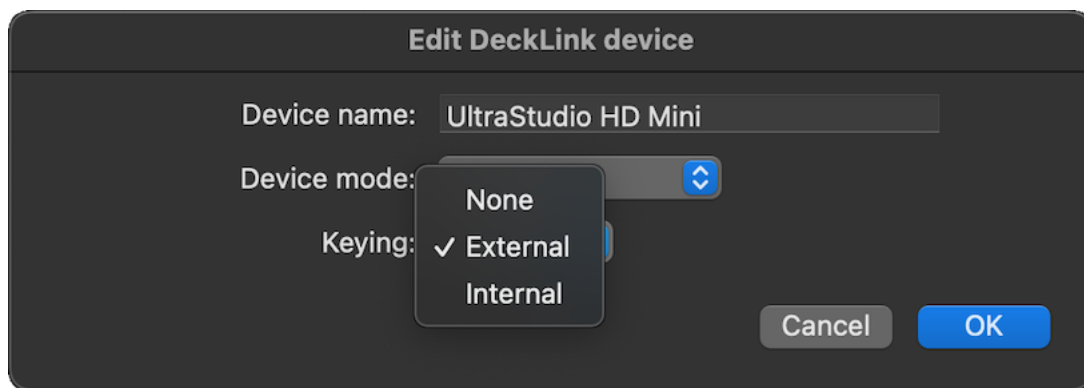 Edit DeckLink device
Device name: UltraStudio HD Mini
Device mode:
None
Keying: ✓ External
Internal
Cancel OK